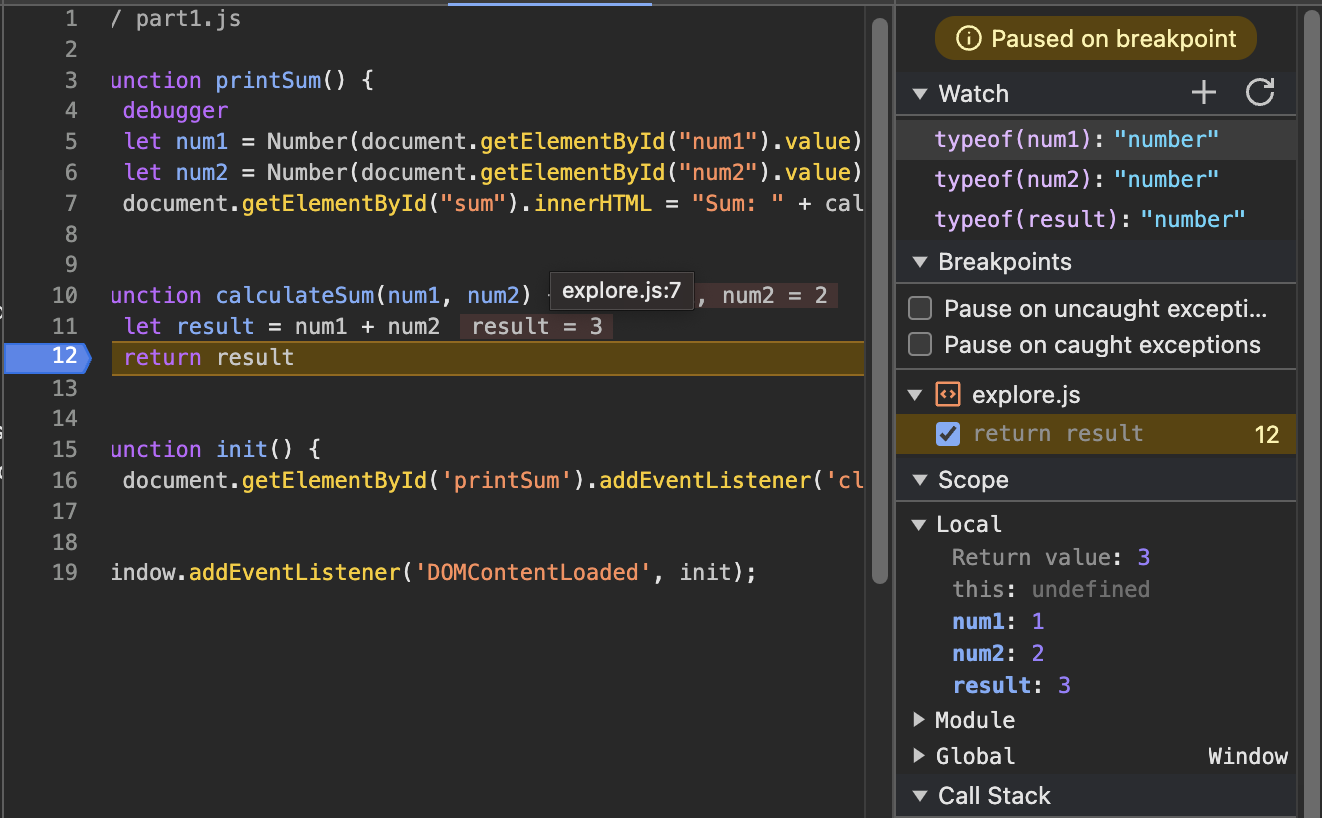 1 / part1.js
2
3 unction printSum() {
4 debugger
5 let num1 = Number(document.getElementById("num1").value)
6 let num2 = Number(document.getElementById("num2").value)
7 document.getElementById("sum").innerHTML = "Sum: " + cal
8
9
10 unction calculateSum(num1, num2) , num2 = 2
explore.js:7
11 let result = num1 + num2 result = 3
12 return result
13
14
15 unction init() {
16 document.getElementById('printSum').addEventListener('cl
17
18
19 indow.addEventListener('DOMContentLoaded', init);
Paused on breakpoint
Watch
typeof(num1): "number"
typeof(num2): "number"
typeof(result): "number"
Breakpoints
Pause on uncaught excepti...
Pause on caught exceptions
explore.js
return result 12
Scope
Local
Return value: 3
this: undefined
num1: 1
num2: 2
result: 3
Module
Global Window
Call Stack